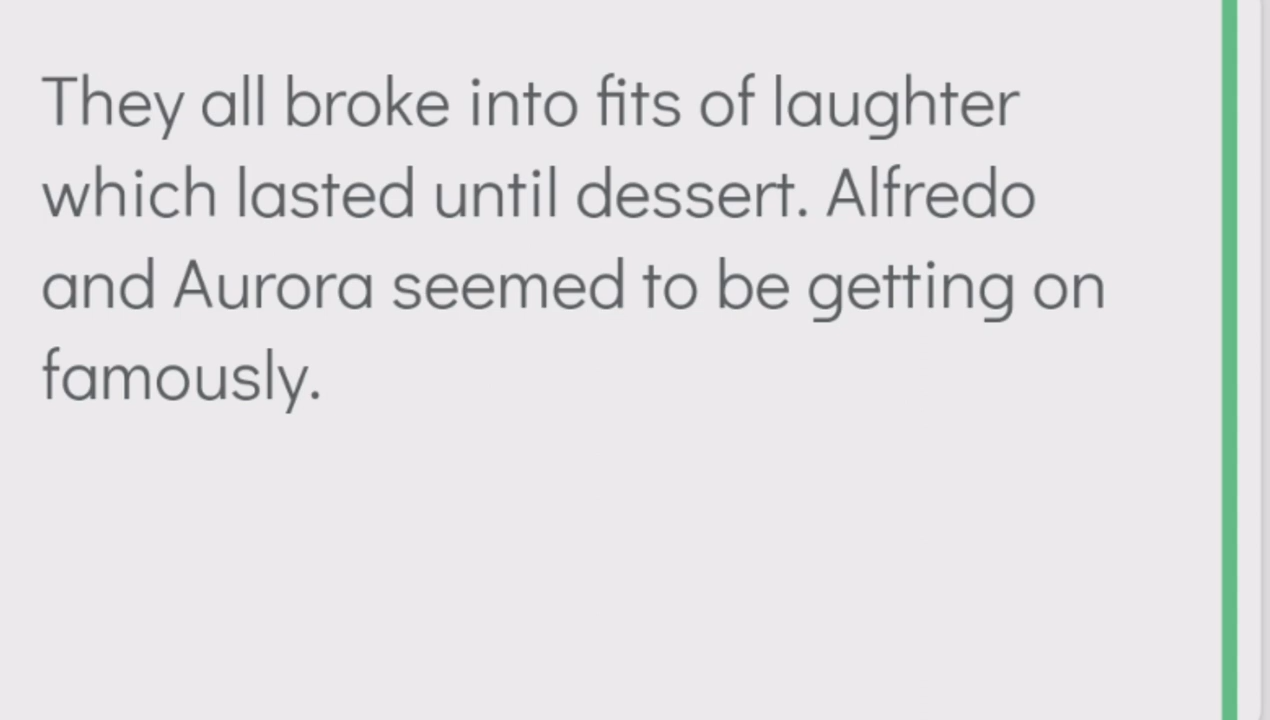 They all broke into fits of laughter
which lasted until dessert. Alfredo
and Aurora seemed to be getting on
famously.